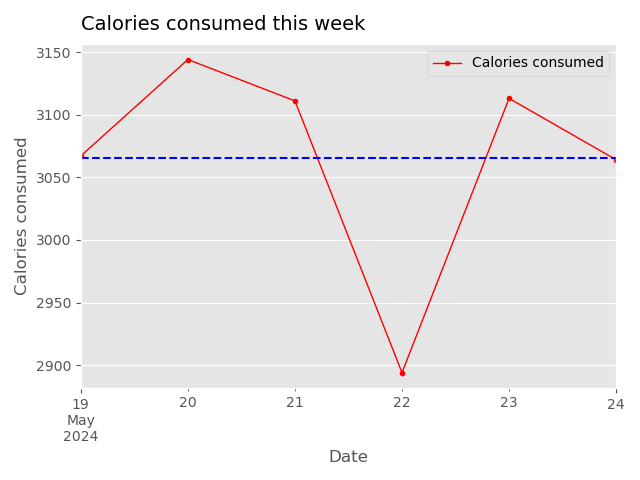 Calories consumed this week
Calories consumed
3150
3100
3050
3000
2950
2900
Calories consumed
19
May
2024
20
21
22
23
24
Date